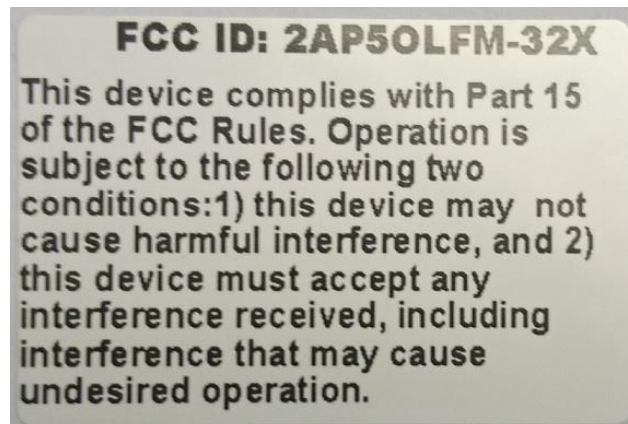 FCC ID: 2AP5OLFM-32X
This device complies with Part 15
of the FCC Rules. Operation is
subject to the following two
conditions:1) this device may  not
cause harmful interference, and 2)
this device must accept any
interference received, including
interference that may cause
undesired operation.